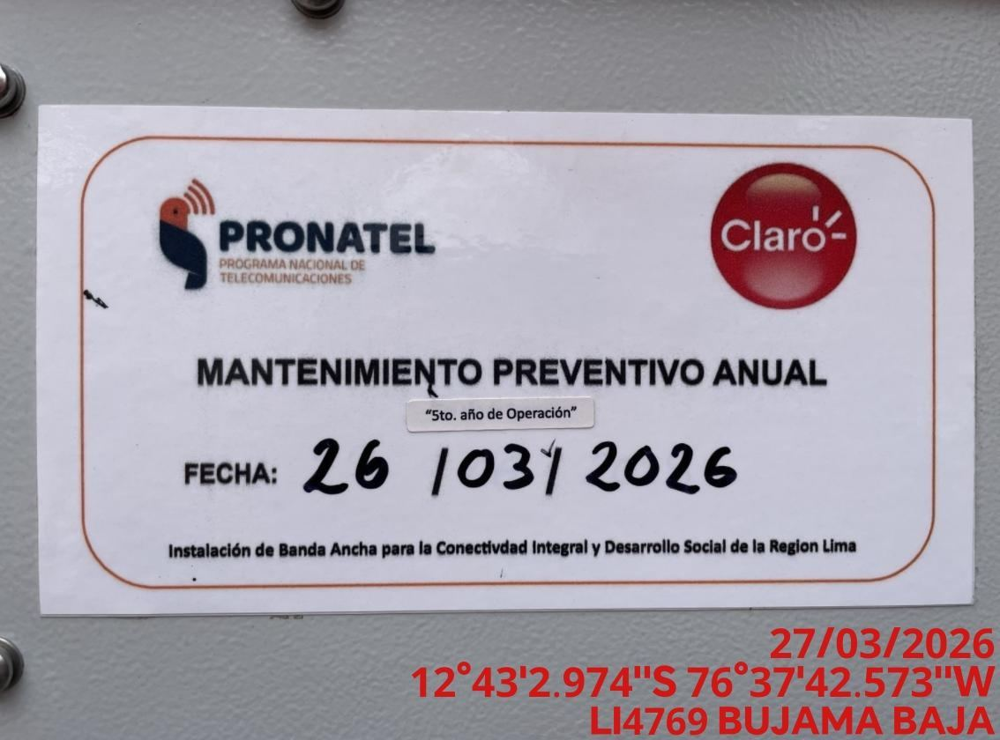 PRONATEL
PROGRAMA NACIONAL DE
TELECOMUNICACIONES
Claro
MANTENIMIENTO PREVENTIVO ANUAL
"5to. año de Operación"
FECHA: 26 /03/ 2026
Instalación de Banda Ancha para la Conectivdad Integral y Desarrollo Social de la Region Lima
27/03/2026
12°43'2.974"S 76°37'42.573"W
LI4769 BUJAMA BAJA